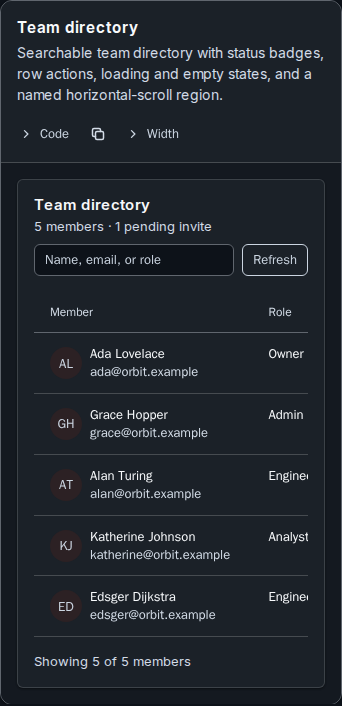 Team directory
Searchable team directory with status badges,
row actions, loading and empty states, and a
named horizontal-scroll region.
Code
Width
Team directory
5 members · 1 pending invite
Name, email, or role
Refresh
Member
Role
AL
Ada Lovelace
ada@orbit.example
Owner
GH
Grace Hopper
grace@orbit.example
Admin
AT
Alan Turing
alan@orbit.example
KJ
Katherine Johnson
katherine@orbit.example
Analyst
ED
Edsger Dijkstra
edsger@orbit.example
Showing 5 of 5 members